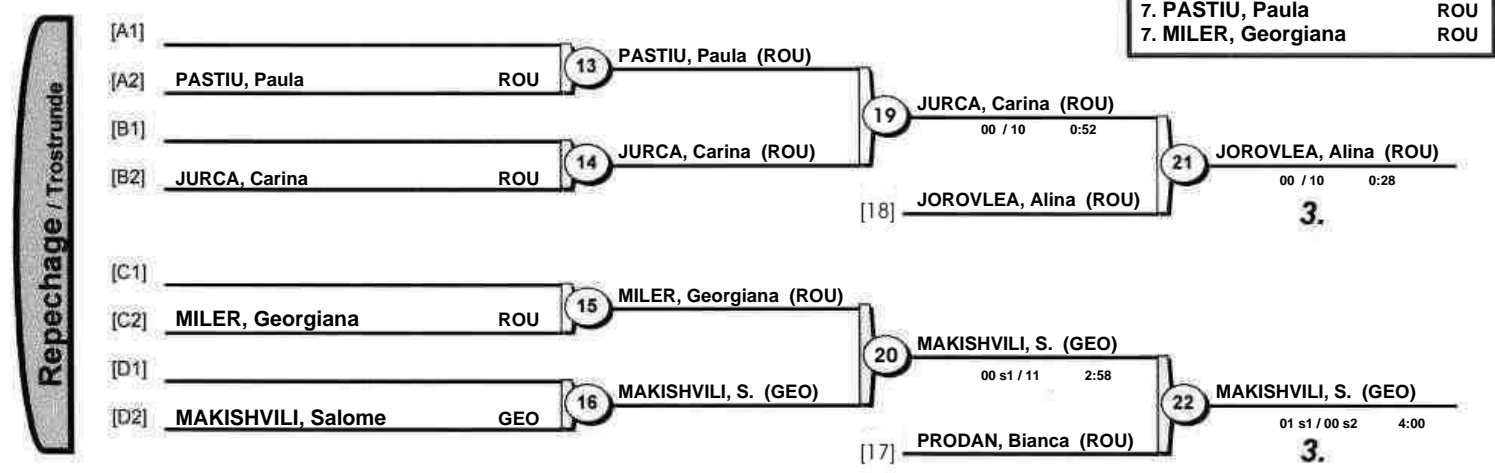 7. PASTIU, Paula ROU
7. MILER, Georgiana ROU
Repechage / Trostrunde
[A1]
[A2] PASTIU, Paula ROU
13
PASTIU, Paula (ROU)
[B1]
[B2] JURCA, Carina ROU
14
JURCA, Carina (ROU)
19
JURCA, Carina (ROU)
00 / 10 0:52
[18] JOROVLEA, Alina (ROU)
21
JOROVLEA, Alina (ROU)
00 / 10 0:28
3.
[C1]
[C2] MILER, Georgiana ROU
15
MILER, Georgiana (ROU)
[D1]
[D2] MAKISHVILI, Salome GEO
16
MAKISHVILI, S. (GEO)
20
MAKISHVILI, S. (GEO)
00 s1 / 11 2:58
[17] PRODAN, Bianca (ROU)
22
MAKISHVILI, S. (GEO)
01 s1 / 00 s2 4:00
3.